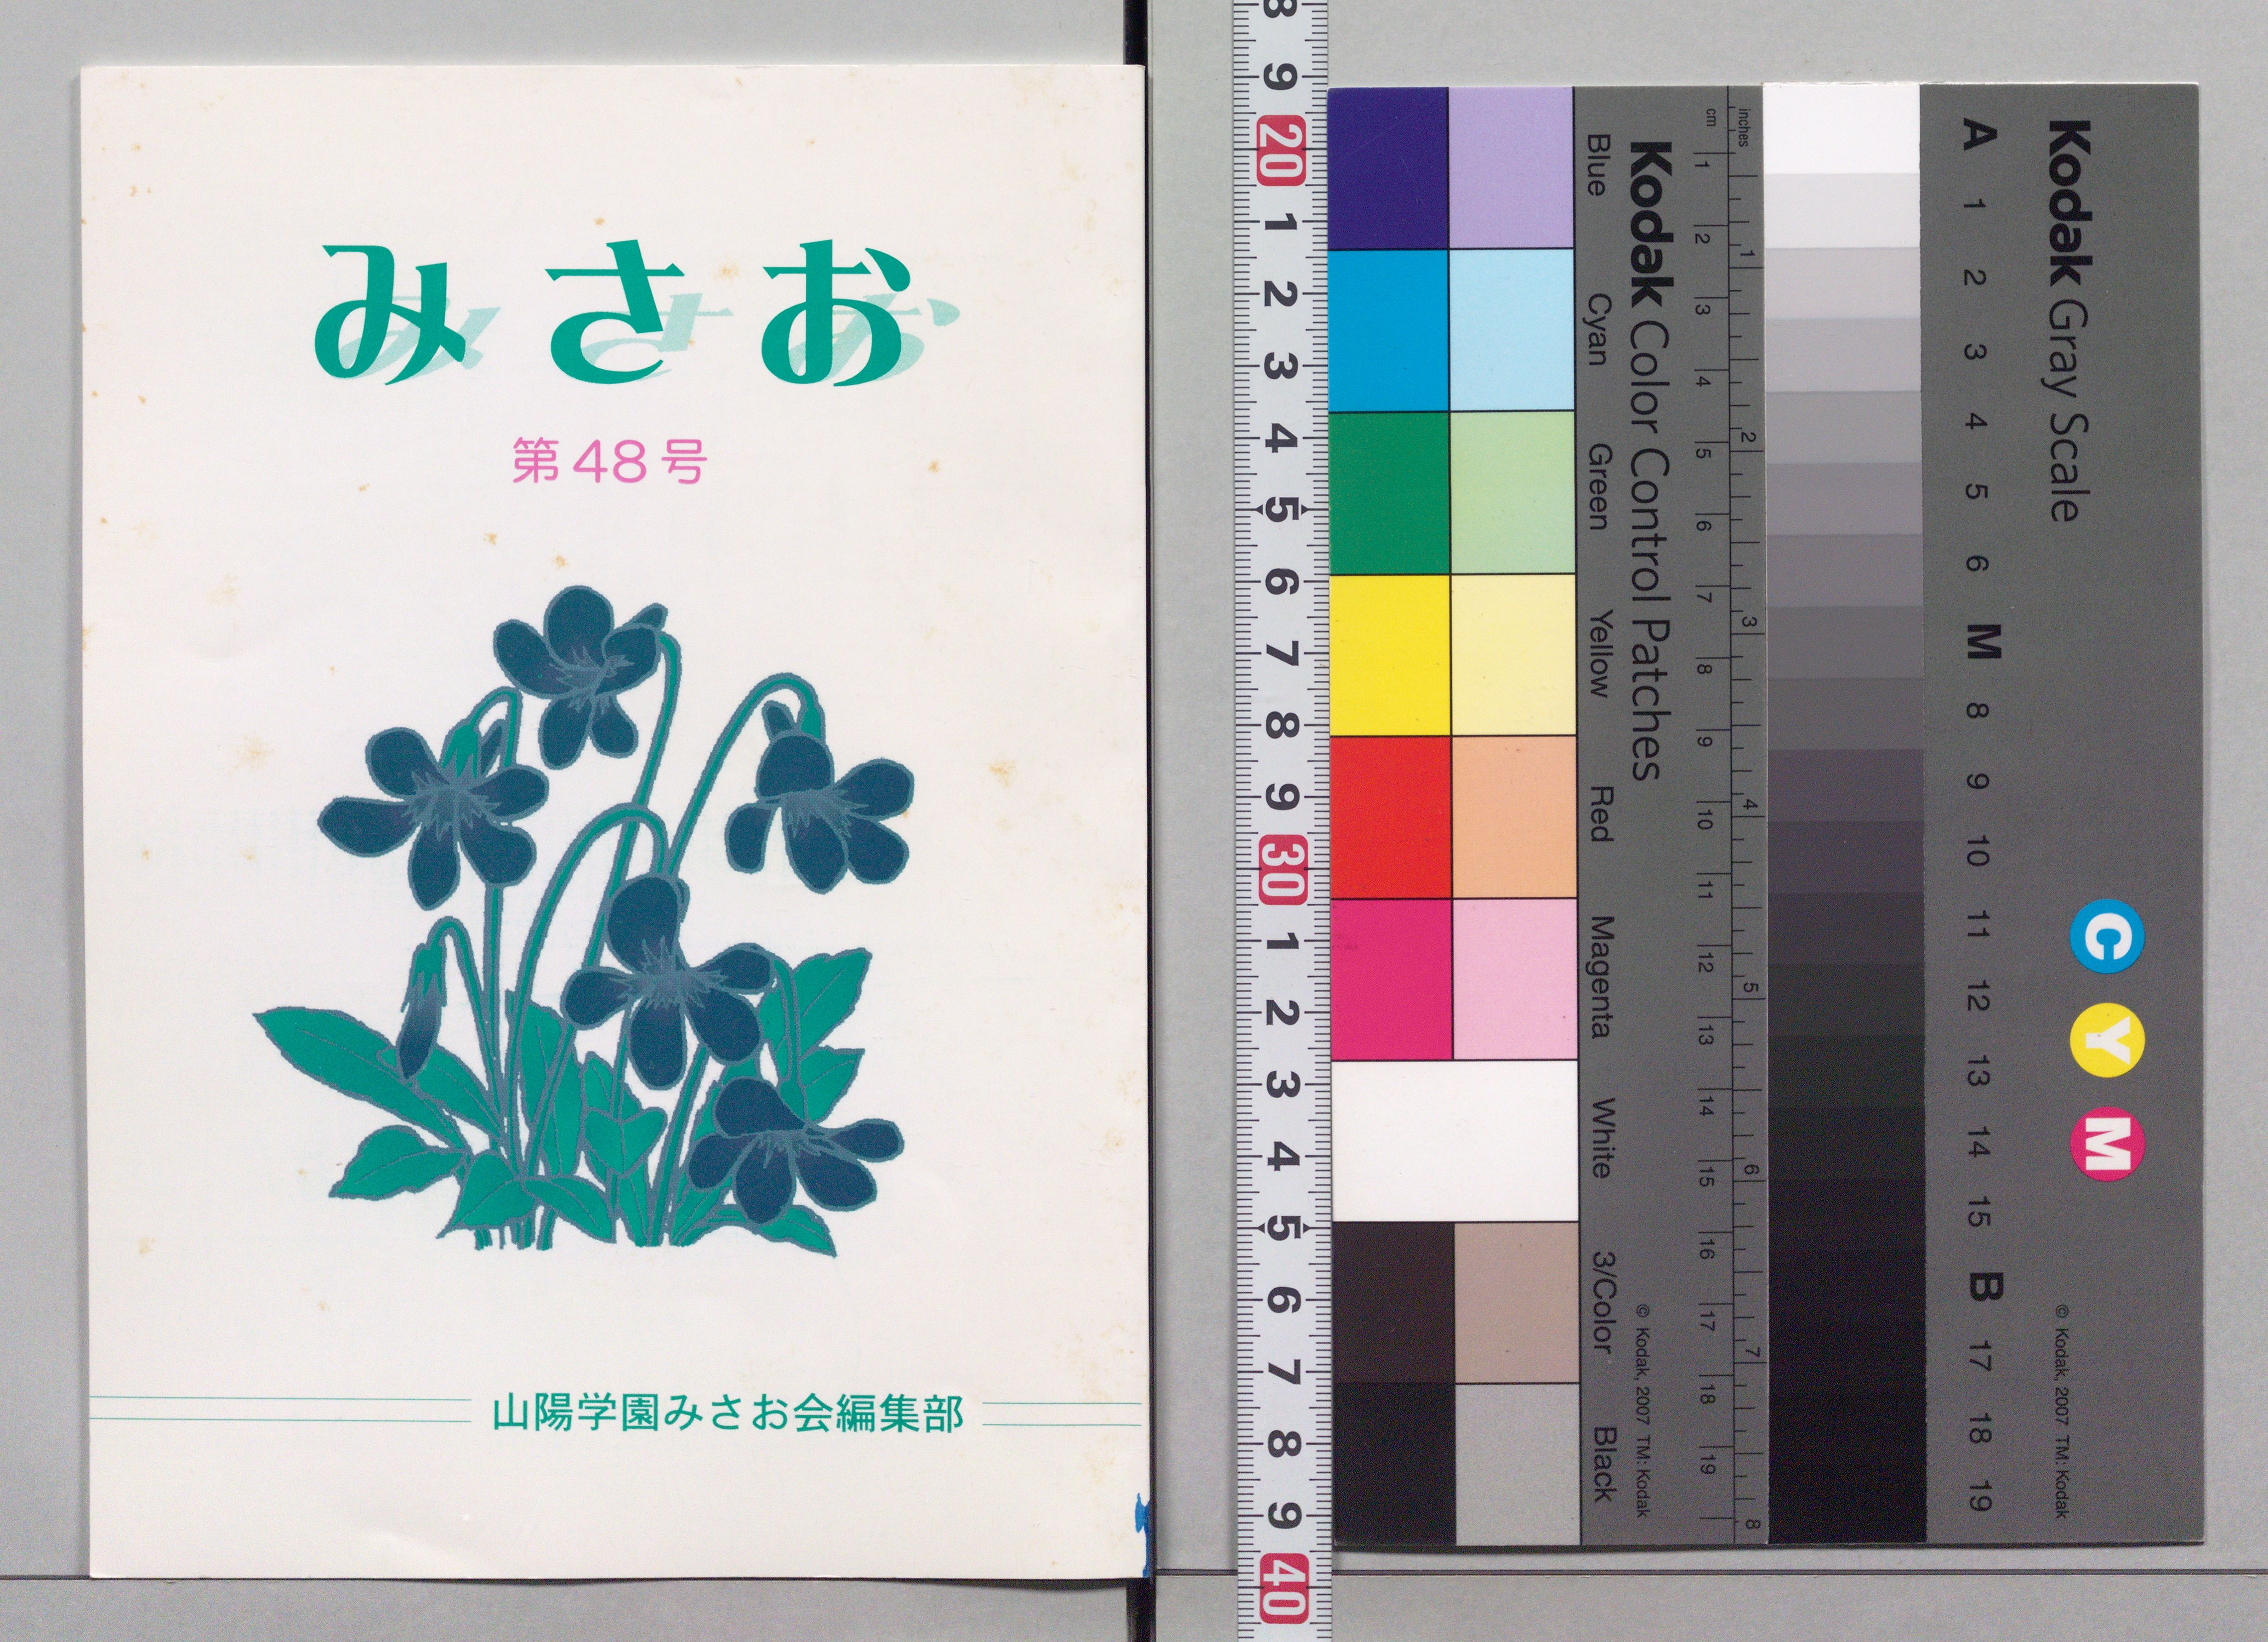 みさお
第48号
山陽学園みさお会編集部
8
9
20
1
2
3
4
5
6
7
8
9
30
1
2
3
4
5
6
7
8
9
40
Blue Cyan Green Yellow Red Magenta White 3/Color Black
Kodak Color Control Patches © Kodak, 2007 TM: Kodak
cm 1 2 3 4 5 6 7 8 9 10 11 12 13 14 15 16 17 18 19
inches 1 2 3 4 5 6 7 8
A 1 2 3 4 5 6 M 8 9 10 11 12 13 14 15 B 17 18 19
Kodak Gray Scale C Y M © Kodak, 2007 TM: Kodak